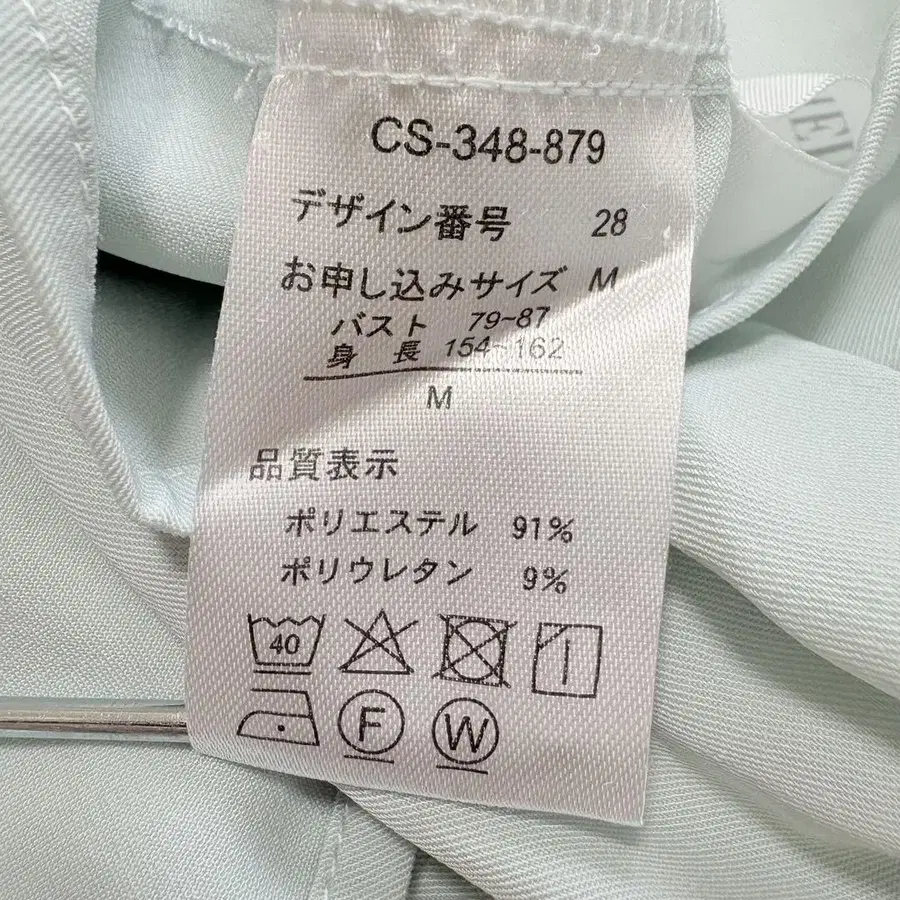 CS-348-879
デザイン番号 28
お申し込みサイズ M
バスト 79~87
身長 154~162
M
品質表示
ポリエステル 91%
ポリウレタン 9%
40
F
W